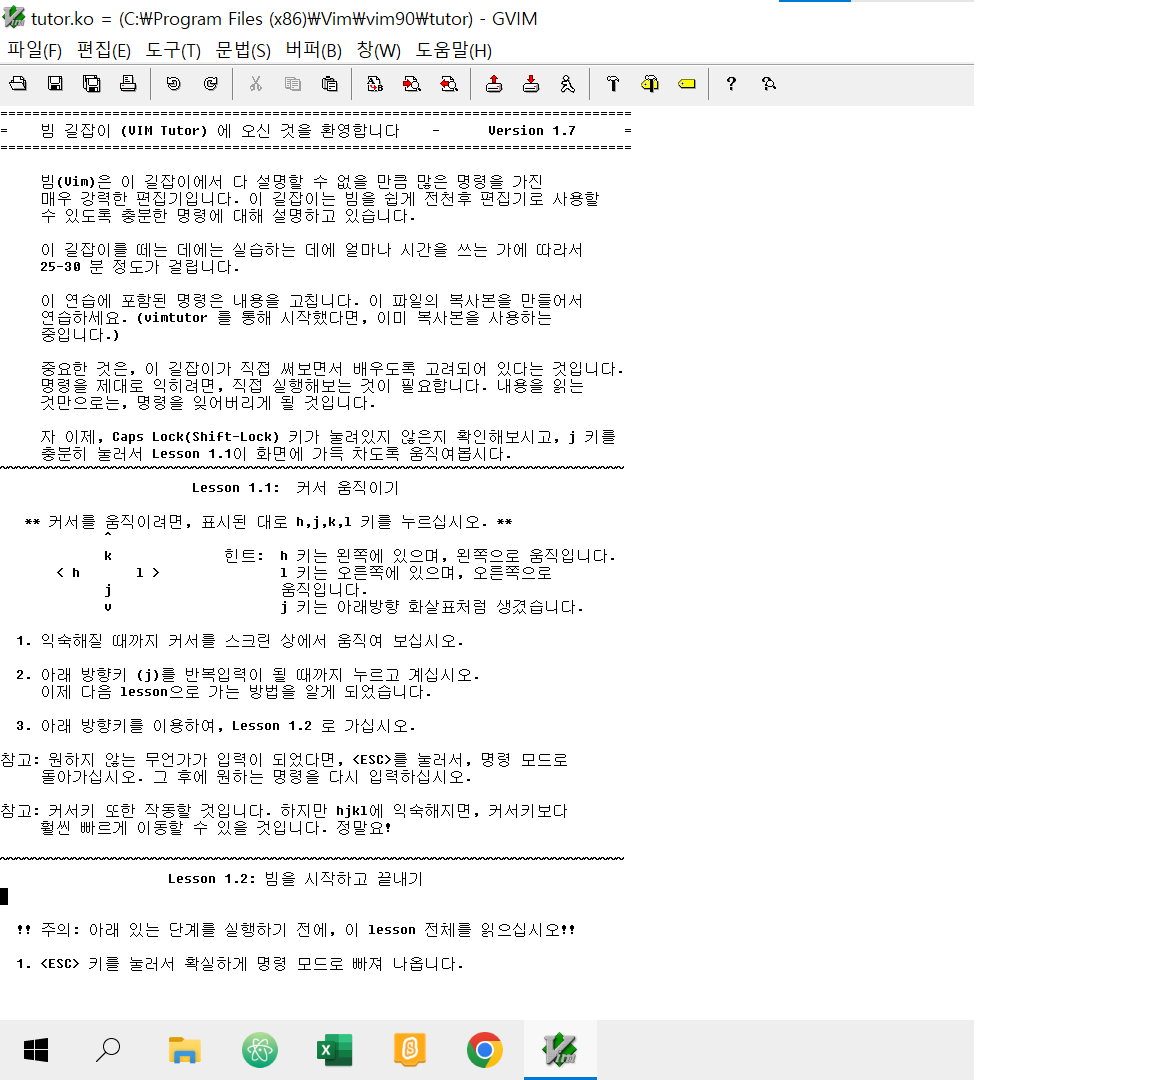 tutor.ko = (C:\Program Files (x86)\Vim\vim90\tutor) - GVIM
파일(F) 편집(E) 도구(T) 문법(S) 버퍼(B) 창(W) 도움말(H)
===============================================================================
= 빔 길잡이 (VIM Tutor) 에 오신 것을 환영합니다 - Version 1.7 =
===============================================================================
빔(Vim)은 이 길잡이에서 다 설명할 수 없을 만큼 많은 명령을 가진
매우 강력한 편집기입니다. 이 길잡이는 빔을 쉽게 전천후 편집기로 사용할
수 있도록 충분한 명령에 대해 설명하고 있습니다.
이 길잡이를 떼는 데에는 실습하는 데에 얼마나 시간을 쓰는 가에 따라서
25-30 분 정도가 걸립니다.
이 연습에 포함된 명령은 내용을 고칩니다. 이 파일의 복사본을 만들어서
연습하세요. (vimtutor 를 통해 시작했다면, 이미 복사본을 사용하는
중입니다.)
중요한 것은, 이 길잡이가 직접 써보면서 배우도록 고려되어 있다는 것입니다.
명령을 제대로 익히려면, 직접 실행해보는 것이 필요합니다. 내용을 읽는
것만으로는, 명령을 잊어버리게 될 것입니다.
자 이제, Caps Lock(Shift-Lock) 키가 눌려있지 않은지 확인해보시고, j 키를
충분히 눌러서 Lesson 1.1이 화면에 가득 차도록 움직여봅시다.
~~~~~~~~~~~~~~~~~~~~~~~~~~~~~~~~~~~~~~~~~~~~~~~~~~~~~~~~~~~~~~~~~~~~~~~~~~~~~~
Lesson 1.1: 커서 움직이기
** 커서를 움직이려면, 표시된 대로 h,j,k,l 키를 누르십시오. **
^
k 힌트: h 키는 왼쪽에 있으며, 왼쪽으로 움직입니다.
< h l > l 키는 오른쪽에 있으며, 오른쪽으로
j 움직입니다.
v j 키는 아래방향 화살표처럼 생겼습니다.
1. 익숙해질 때까지 커서를 스크린 상에서 움직여 보십시오.
2. 아래 방향키 (j)를 반복입력이 될 때까지 누르고 계십시오.
이제 다음 lesson으로 가는 방법을 알게 되었습니다.
3. 아래 방향키를 이용하여, Lesson 1.2 로 가십시오.
참고: 원하지 않는 무언가가 입력이 되었다면, <ESC>를 눌러서, 명령 모드로
돌아가십시오. 그 후에 원하는 명령을 다시 입력하십시오.
참고: 커서키 또한 작동할 것입니다. 하지만 hjkl에 익숙해지면, 커서키보다
훨씬 빠르게 이동할 수 있을 것입니다. 정말요!
~~~~~~~~~~~~~~~~~~~~~~~~~~~~~~~~~~~~~~~~~~~~~~~~~~~~~~~~~~~~~~~~~~~~~~~~~~~~~~
Lesson 1.2: 빔을 시작하고 끝내기
!! 주의: 아래 있는 단계를 실행하기 전에, 이 lesson 전체를 읽으십시오!!
1. <ESC> 키를 눌러서 확실하게 명령 모드로 빠져 나옵니다.